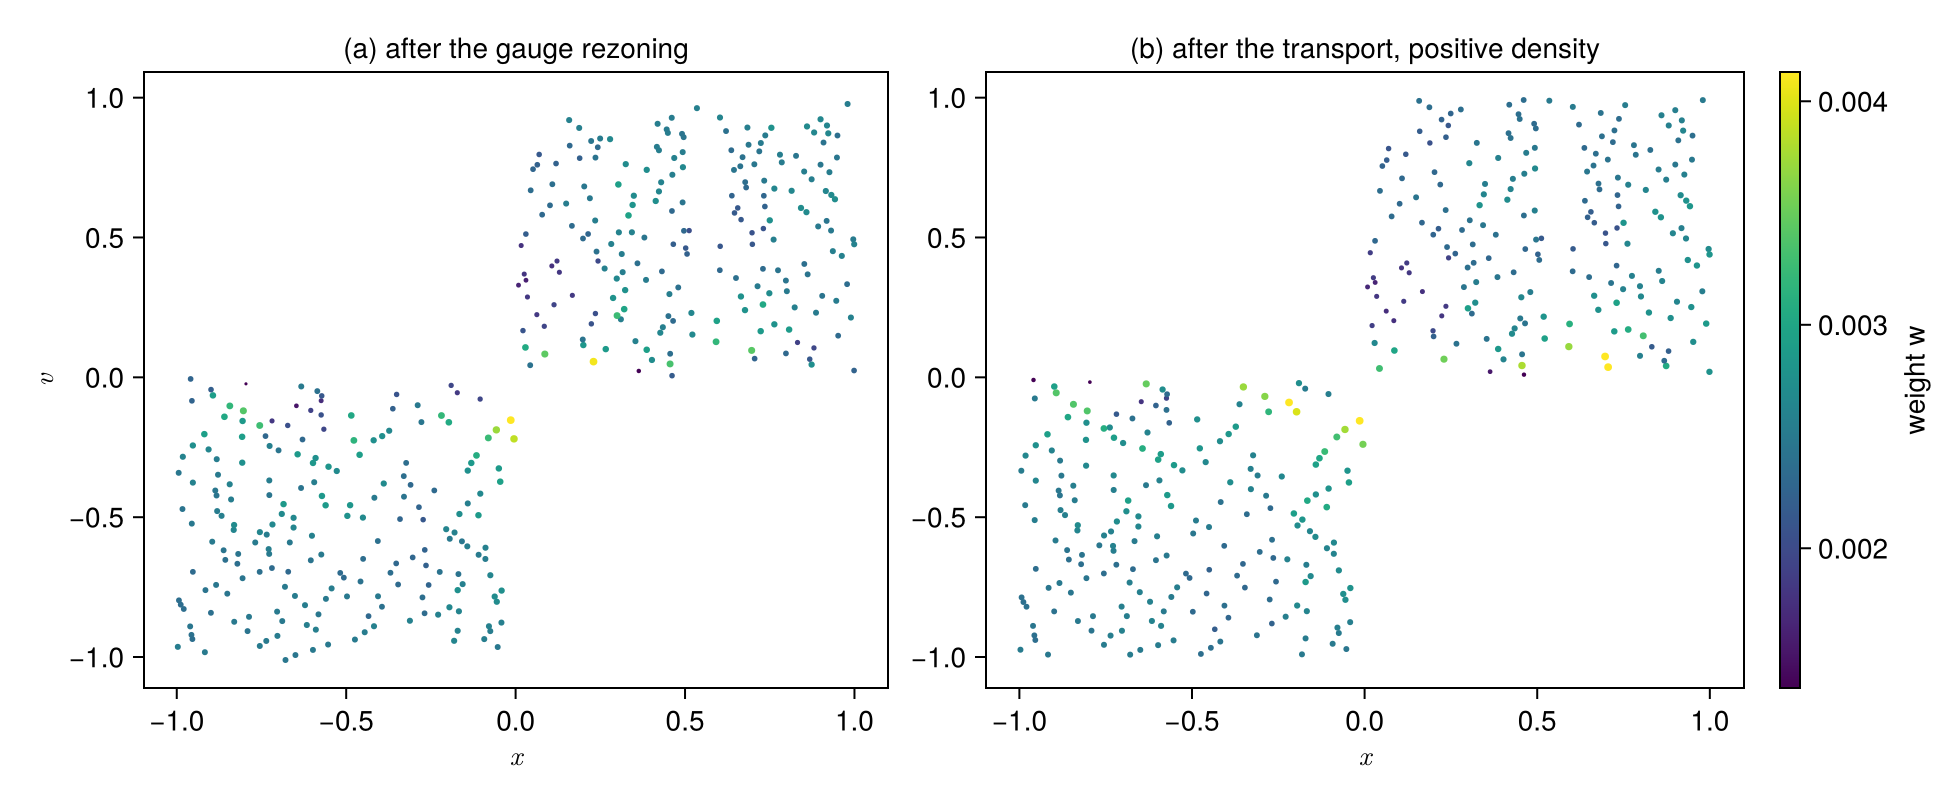 (a) after the gauge rezoning
(b) after the transport, positive density
1.0
0.5
0.0
−0.5
−1.0
v
−1.0 −0.5 0.0 0.5 1.0
x
1.0
0.5
0.0
−0.5
−1.0
−1.0 −0.5 0.0 0.5 1.0
x
0.004
0.003
0.002
weight w